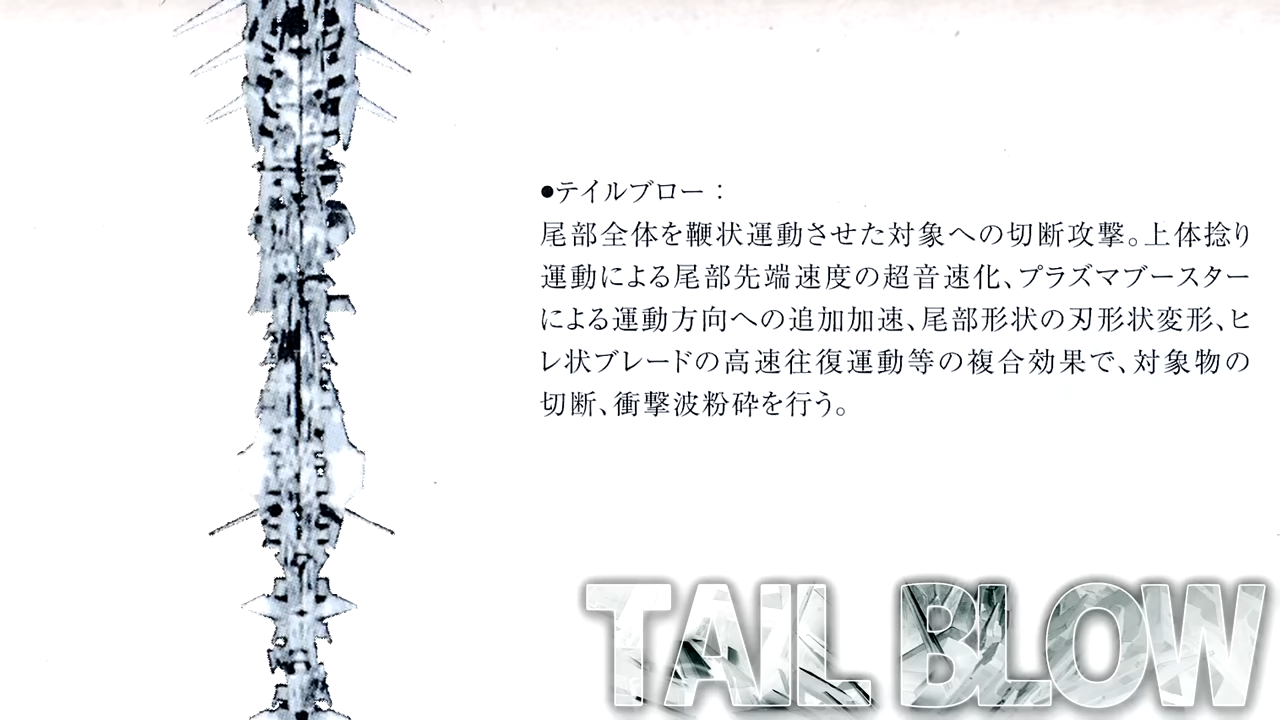 ●テイルブロー：
尾部全体を鞭状運動させた対象への切断攻撃。上体捻り
運動による尾部先端速度の超音速化、プラズマブースター
による運動方向への追加加速、尾部形状の刃形状変形、ヒ
レ状ブレードの高速往復運動等の複合効果で、対象物の
切断、衝撃波粉砕を行う。
TAIL BLOW